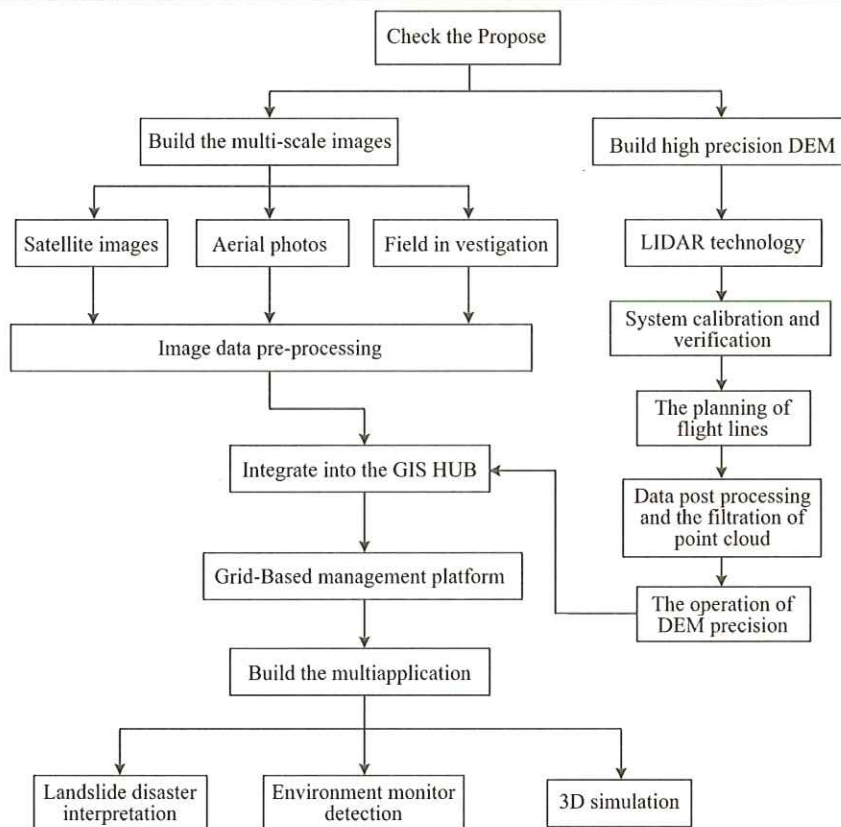 Check the Propose
Build the multi-scale images
Build high precision DEM
Satellite images
Aerial photos
Field in vestigation
LIDAR technology
Image data pre-processing
System calibration and
verification
The planning of
flight lines
Integrate into the GIS HUB
Data post processing
and the filtration of
point cloud
Grid-Based management platform
The operation of
DEM precision
Build the multiapplication
Landslide disaster
interpretation
Environment monitor
detection
3D simulation